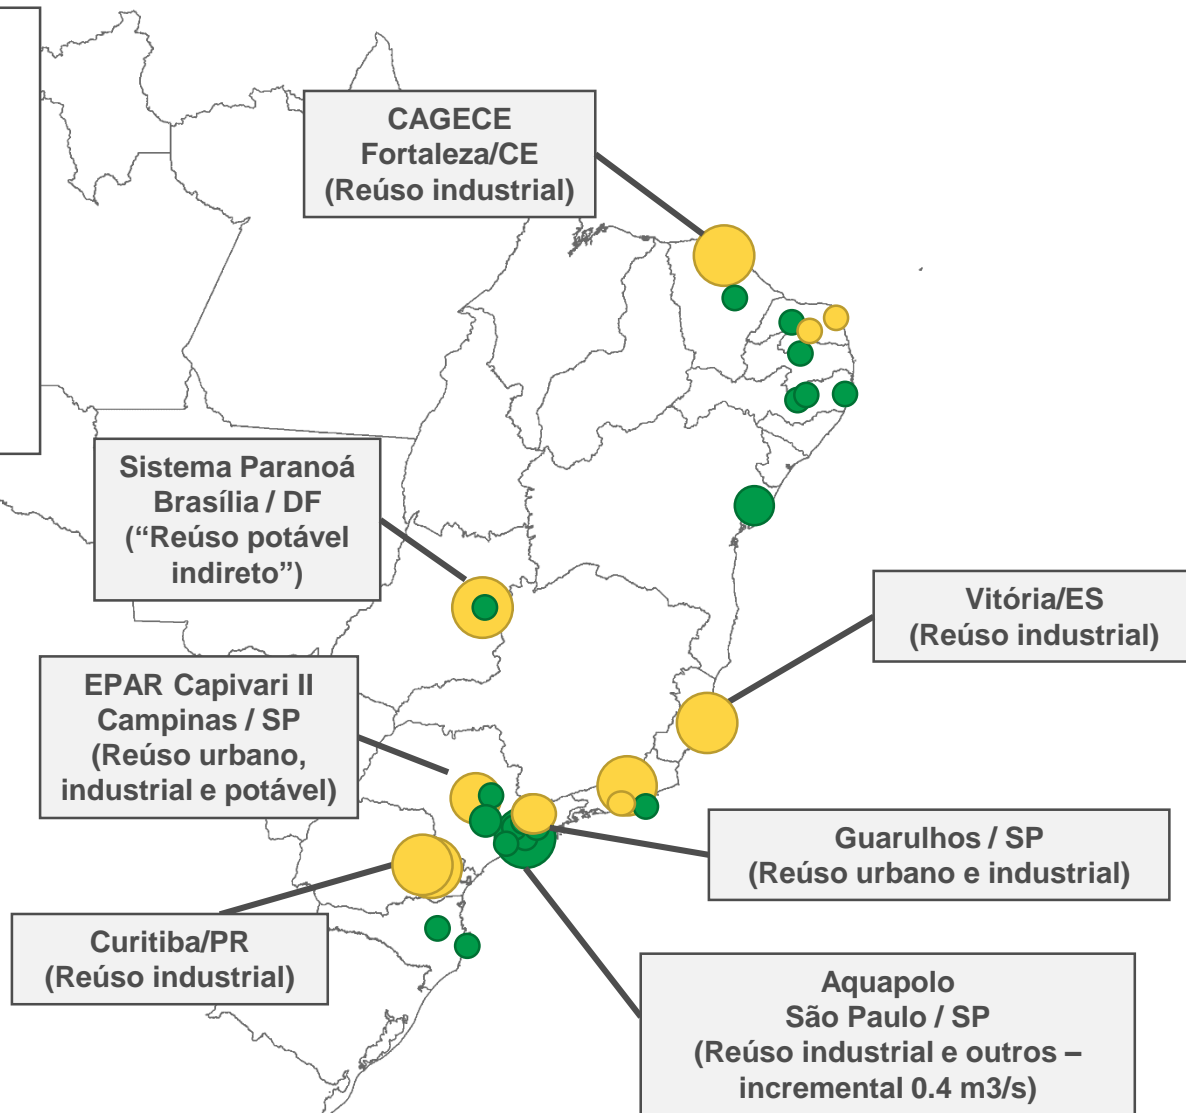 CAGECE
Fortaleza/CE
(Reúso industrial)
Sistema Paranoá
Brasília / DF
(“Reúso potável
indireto”)
Vitória/ES
(Reúso industrial)
EPAR Capivari II
Campinas / SP
(Reúso urbano,
industrial e potável)
Guarulhos / SP
(Reúso urbano e industrial)
Curitiba/PR
(Reúso industrial)
Aquapolo
São Paulo / SP
(Reúso industrial e outros –
incremental 0.4 m3/s)